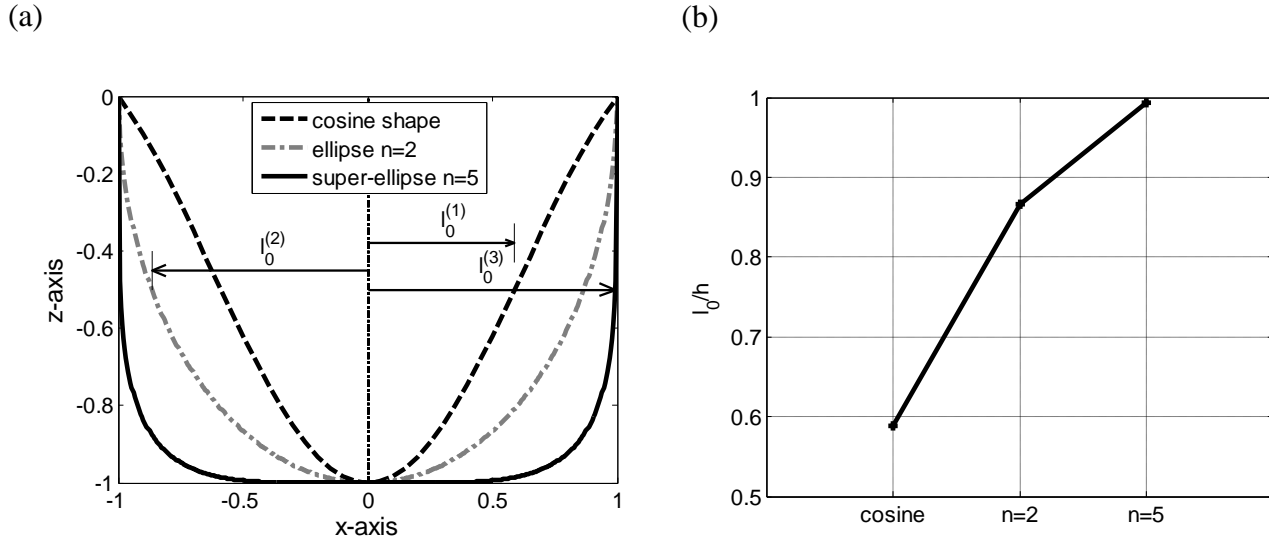 (a)
(b)
cosine shape
ellipse n=2
super-ellipse n=5
l₀⁽¹⁾
l₀⁽²⁾
l₀⁽³⁾
z-axis
0
-0.2
-0.4
-0.6
-0.8
-1
-1 -0.5 0 0.5 1
x-axis
l₀/h
1
0.9
0.8
0.7
0.6
0.5
cosine n=2 n=5